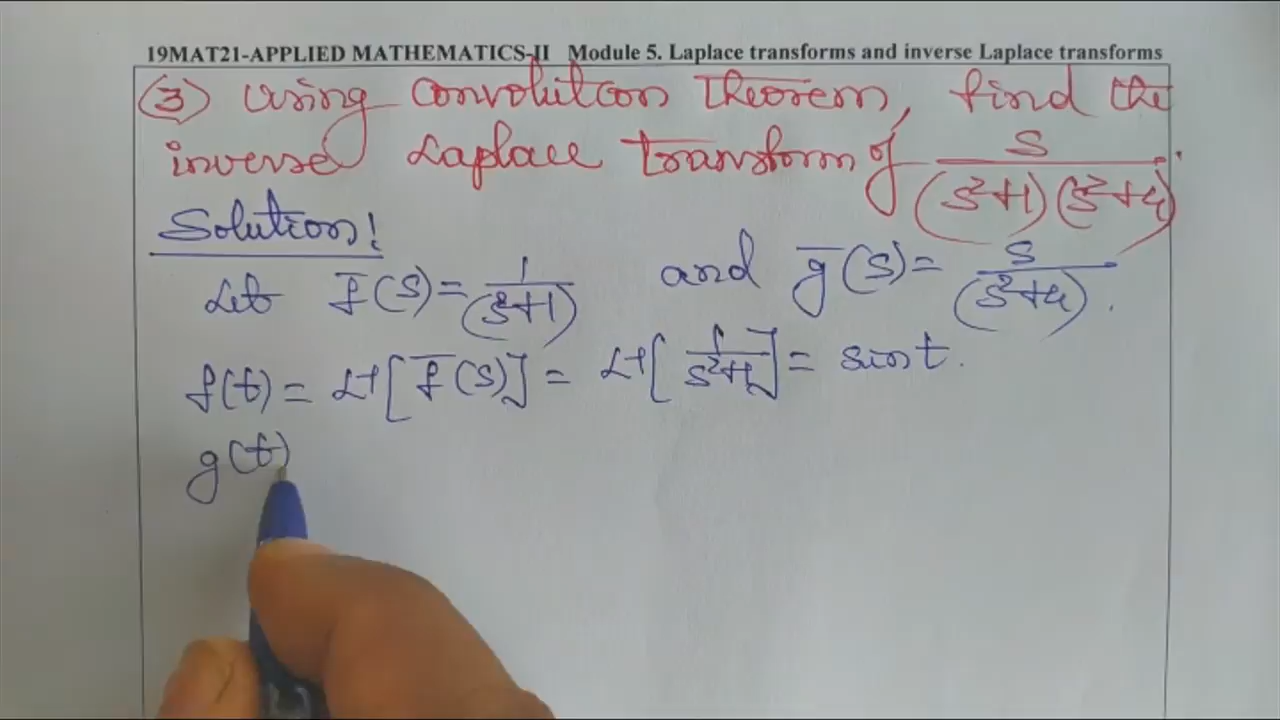 19MAT21-APPLIED MATHEMATICS-II Module 5. Laplace transforms and inverse Laplace transforms
(3) Using Convolution Theorem, find the
inverse Laplace transform of s/((s²+1)(s²+4)).
Solution:
Let f̅(s) = 1/(s²+1) and g̅(s) = s/(s²+4).
f(t) = L⁻¹[f̅(s)] = L⁻¹[1/(s²+1)] = sin t.
g(t)